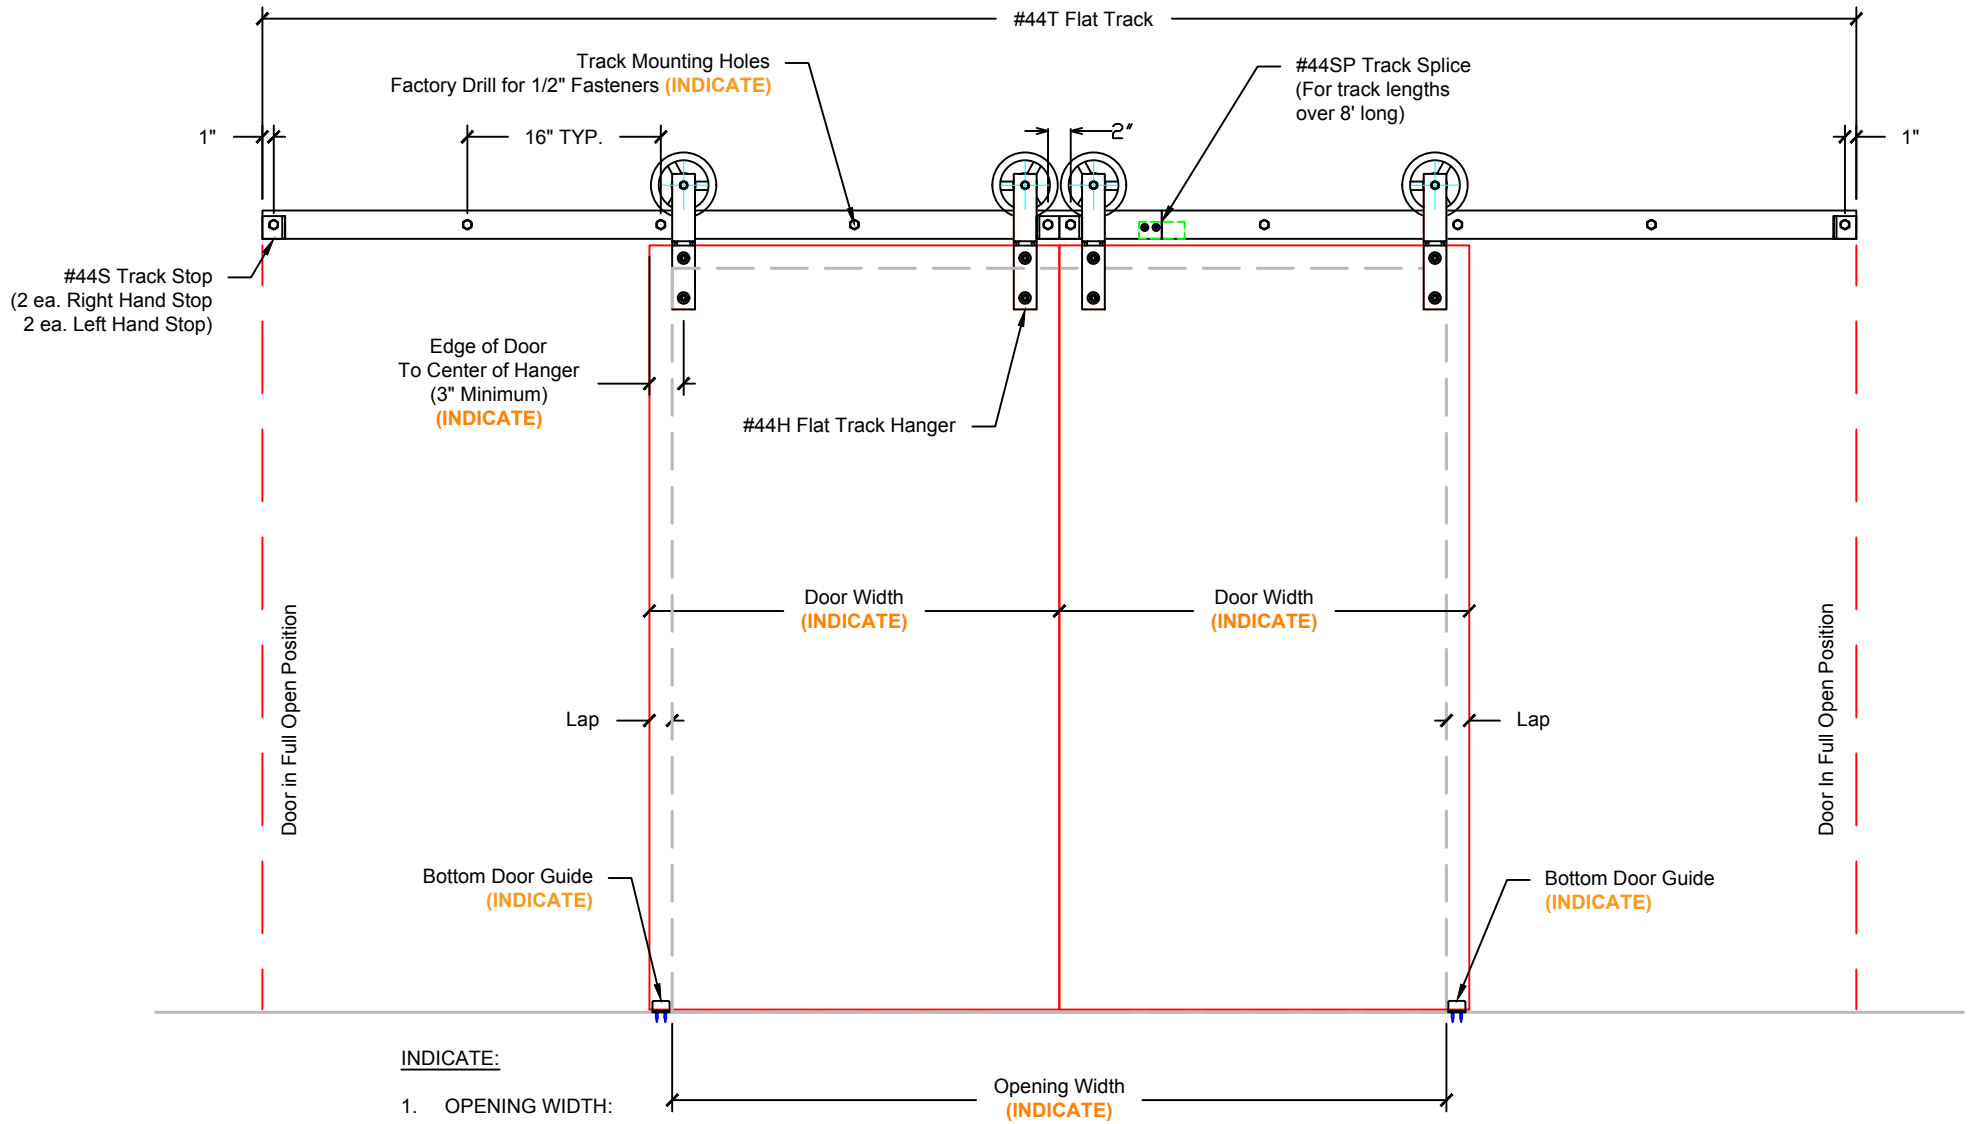 #44T Flat Track
Track Mounting Holes
Factory Drill for 1/2" Fasteners (INDICATE)
#44SP Track Splice
(For track lengths
over 8' long)
1"
16" TYP.
2"
1"
#44S Track Stop
(2 ea. Right Hand Stop
2 ea. Left Hand Stop)
Edge of Door
To Center of Hanger
(3" Minimum)
(INDICATE)
#44H Flat Track Hanger
Door Width
(INDICATE)
Door Width
(INDICATE)
Door in Full Open Position
Door In Full Open Position
Lap
Lap
Bottom Door Guide
(INDICATE)
Bottom Door Guide
(INDICATE)
INDICATE:
1. OPENING WIDTH:
Opening Width
(INDICATE)